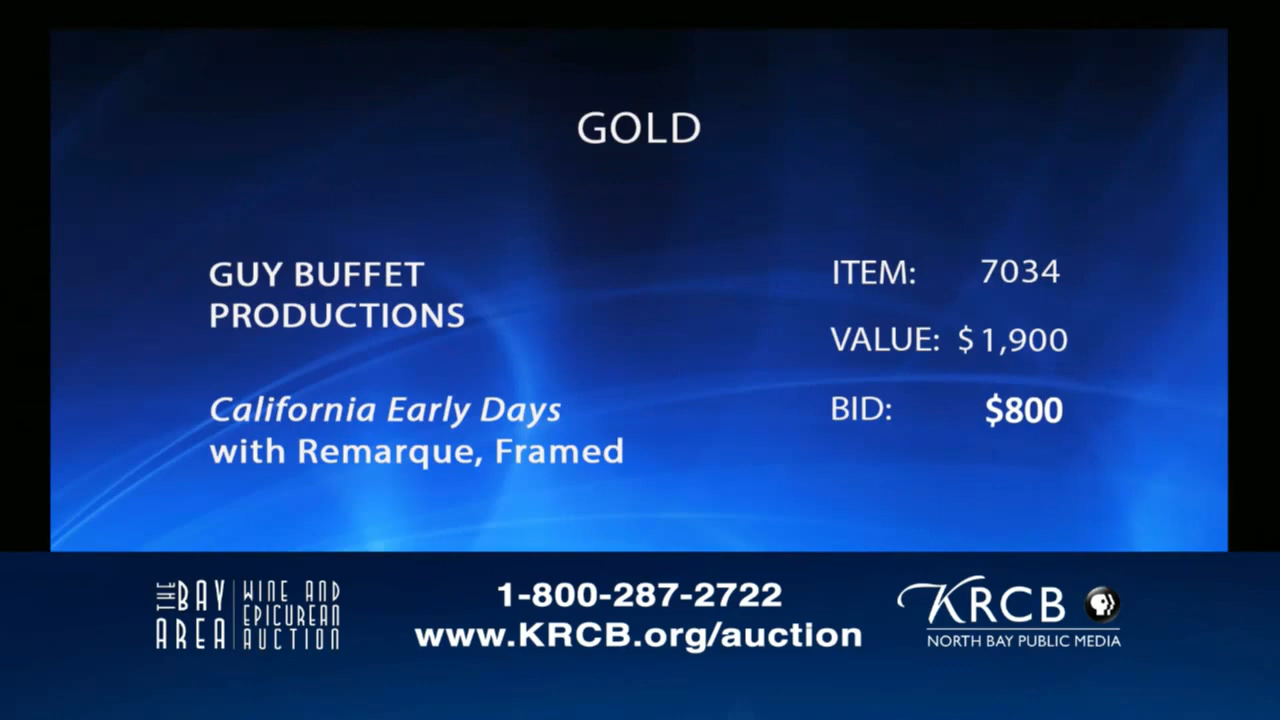 GOLD
GUY BUFFET
PRODUCTIONS
California Early Days
with Remarque, Framed
ITEM: 7034
VALUE: $1,900
BID: $800
THE BAY AREA
WINE AND
EPICUREAN
AUCTION
1-800-287-2722
www.KRCB.org/auction
KRCB
NORTH BAY PUBLIC MEDIA